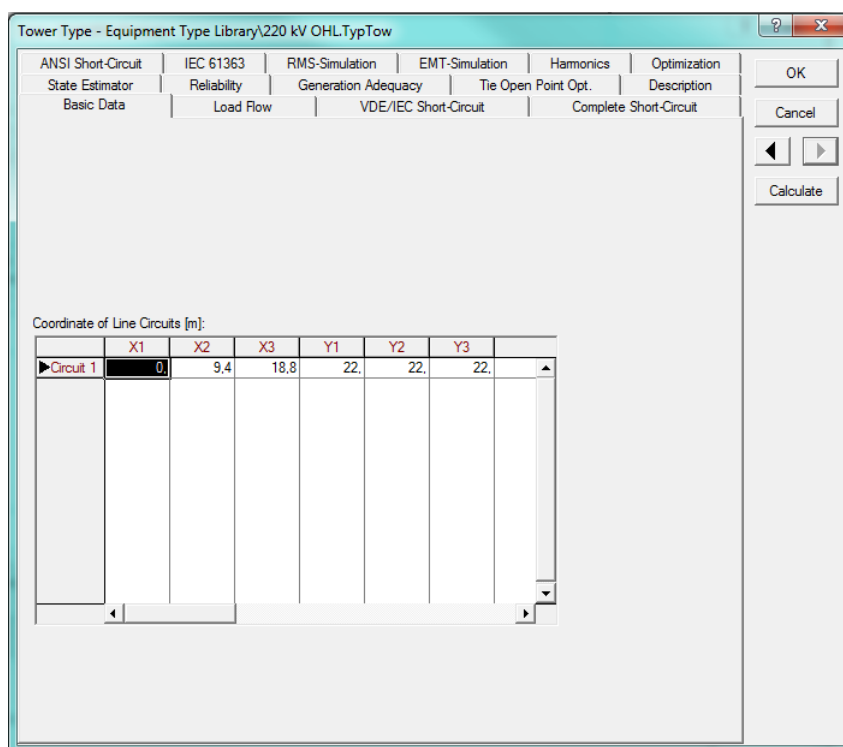 Tower Type - Equipment Type Library\220 kV OHL.TypTow
ANSI Short-Circuit IEC 61363 RMS-Simulation EMT-Simulation Harmonics Optimization
State Estimator Reliability Generation Adequacy Tie Open Point Opt. Description
Basic Data Load Flow VDE/IEC Short-Circuit Complete Short-Circuit
OK
Cancel
Calculate
Coordinate of Line Circuits [m]:
X1 X2 X3 Y1 Y2 Y3
Circuit 1 0, 9,4 18,8 22, 22, 22,